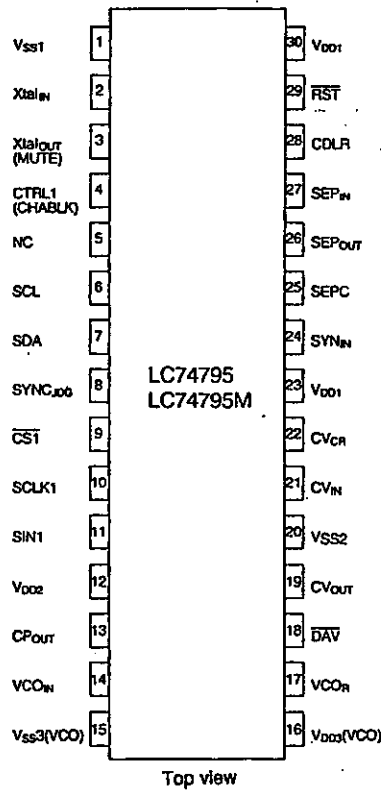 VSS1 1 30 VDD1
XtalIN 2 29 RST
XtalOUT 3 28 CDLR
(MUTE)
CTRL1 4 27 SEPIN
(CHABLK)
NC 5 26 SEPOUT
SCL 6 25 SEPC
SDA 7 24 SYNIN
LC74795
SYNCJDG 8 23 VDD1
LC74795M
CS1 9 22 CVCR
SCLK1 10 21 CVIN
SIN1 11 20 VSS2
VDD2 12 19 CVOUT
CPOUT 13 18 DAV
VCOIN 14 17 VCOR
VSS3(VCO) 15 16 VDD3(VCO)
Top view